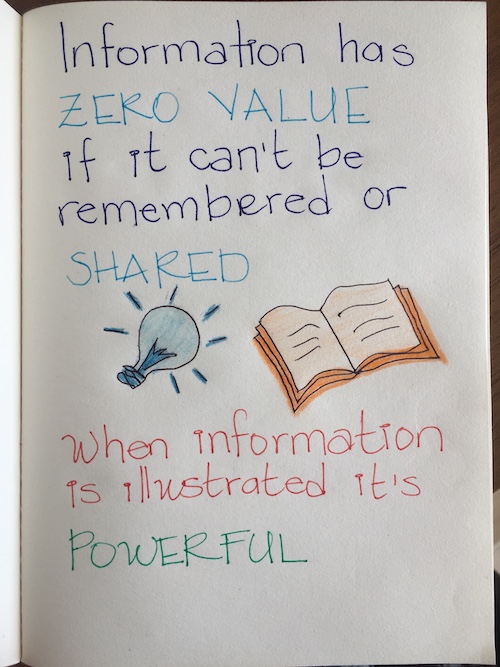 Information has
ZERO VALUE
if it can't be
remembered or
SHARED
When information
is illustrated it's
POWERFUL